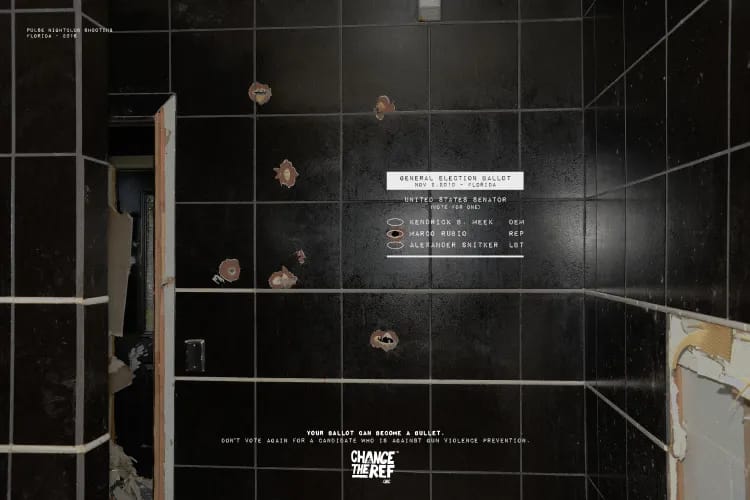 PULSE NIGHTCLUB SHOOTING
FLORIDA - 2016
GENERAL ELECTION BALLOT
NOV 2.2010 - FLORIDA
UNITED STATES SENATOR
(VOTE FOR ONE)
KENDRICK B. MEEK DEM
MARCO RUBIO REP
ALEXANDER SNITKER LBT
YOUR BALLOT CAN BECOME A BULLET.
DON'T VOTE AGAIN FOR A CANDIDATE WHO IS AGAINST GUN VIOLENCE PREVENTION.
CHANGE
THE REF
.ORG